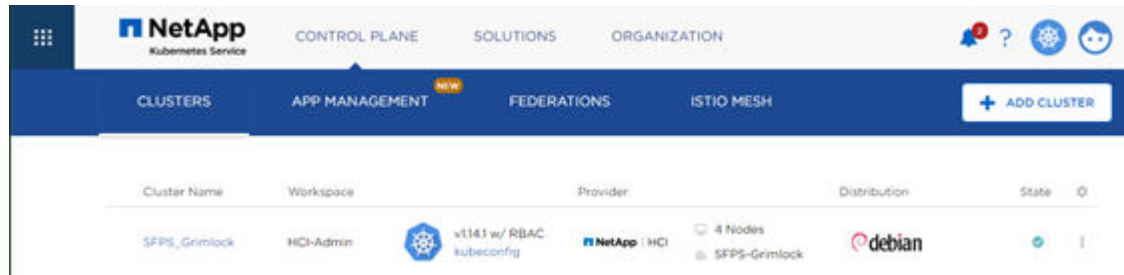 NetApp
Kubernetes Service
CONTROL PLANE SOLUTIONS ORGANIZATION
2
?
CLUSTERS APP MANAGEMENT NEW FEDERATIONS ISTIO MESH + ADD CLUSTER
Cluster Name Workspace Provider Distribution State
SFPS_Grimlock HCI-Admin v1.14.1 w/ RBAC NetApp | HCI 4 Nodes debian
kubeconfig SFPS-Grimlock